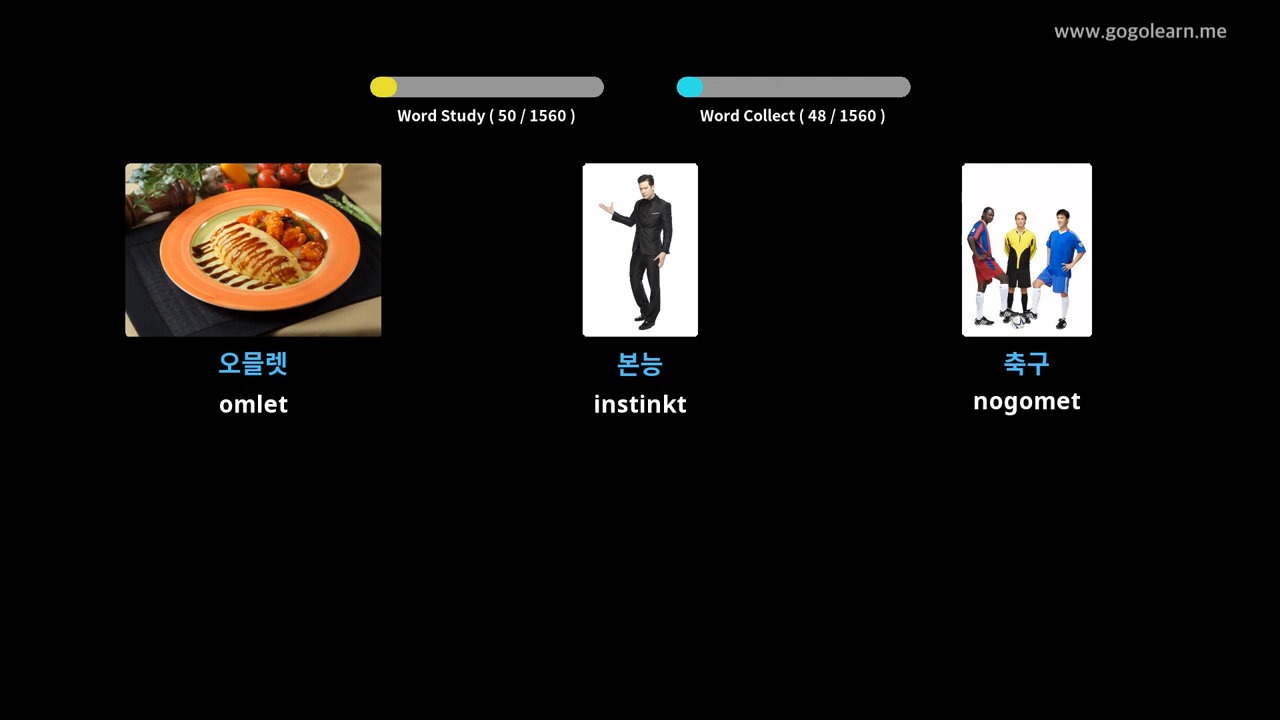 www.gogolearn.me
Word Study ( 50 / 1560 )
Word Collect ( 48 / 1560 )
오믈렛
본능
축구
omlet
instinkt
nogomet